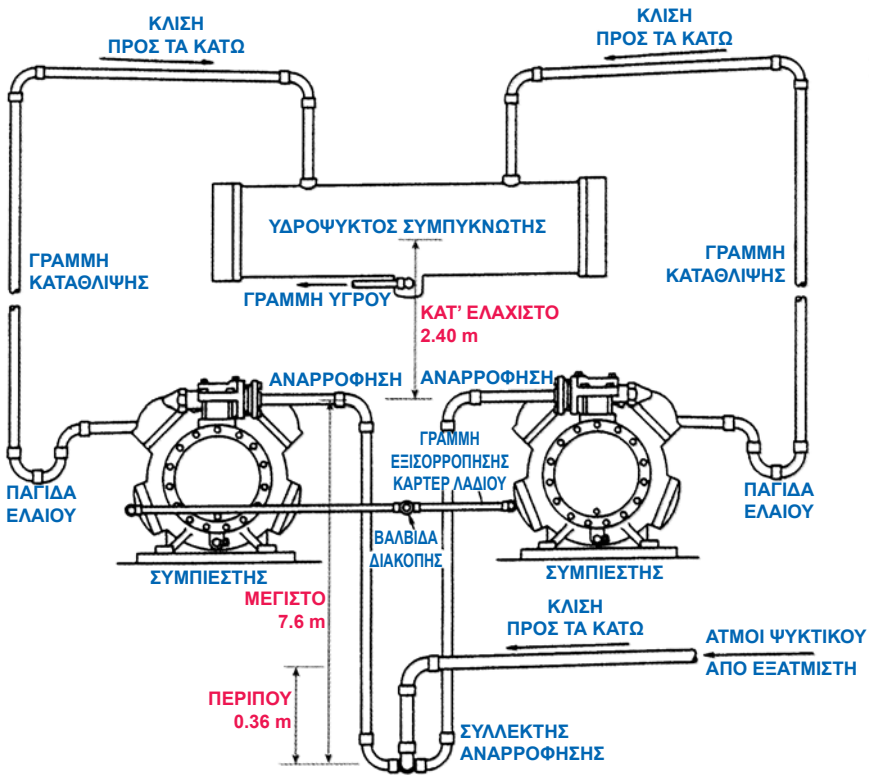 ΚΛΙΣΗ
ΠΡΟΣ ΤΑ ΚΑΤΩ
ΚΛΙΣΗ
ΠΡΟΣ ΤΑ ΚΑΤΩ
ΥΔΡΟΨΥΚΤΟΣ ΣΥΜΠΥΚΝΩΤΗΣ
ΓΡΑΜΜΗ
ΚΑΤΑΘΛΙΨΗΣ
ΓΡΑΜΜΗ
ΚΑΤΑΘΛΙΨΗΣ
ΓΡΑΜΜΗ ΥΓΡΟΥ
ΚΑΤ’ ΕΛΑΧΙΣΤΟ
2.40 m
ΑΝΑΡΡΟΦΗΣΗ
ΑΝΑΡΡΟΦΗΣΗ
ΓΡΑΜΜΗ
ΕΞΙΣΟΡΡΟΠΗΣΗΣ
ΚΑΡΤΕΡ ΛΑΔΙΟΥ
ΠΑΓΙΔΑ
ΕΛΑΙΟΥ
ΠΑΓΙΔΑ
ΕΛΑΙΟΥ
ΒΑΛΒΙΔΑ
ΔΙΑΚΟΠΗΣ
ΣΥΜΠΙΕΣΤΗΣ
ΣΥΜΠΙΕΣΤΗΣ
ΜΕΓΙΣΤΟ
7.6 m
ΚΛΙΣΗ
ΠΡΟΣ ΤΑ ΚΑΤΩ
ΑΤΜΟΙ ΨΥΚΤΙΚΟΥ
ΑΠΟ ΕΞΑΤΜΙΣΤΗ
ΠΕΡΙΠΟΥ
0.36 m
ΣΥΛΛΕΚΤΗΣ
ΑΝΑΡΡΟΦΗΣΗΣ